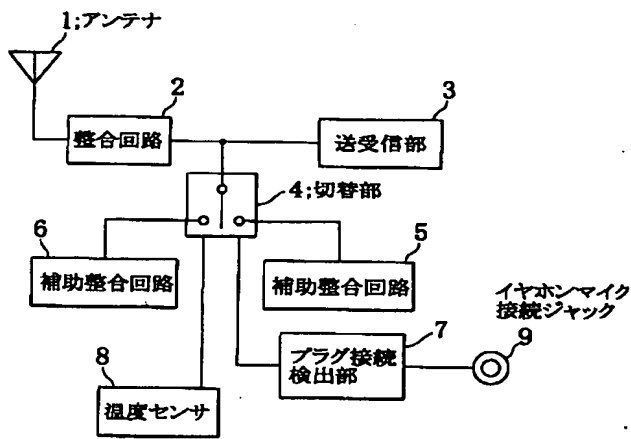 1;アンテナ
2
整合回路
3
送受信部
4;切替部
6
補助整合回路
5
補助整合回路
イヤホンマイク
接続ジャック
9
7
プラグ接続
検出部
8
温度センサ